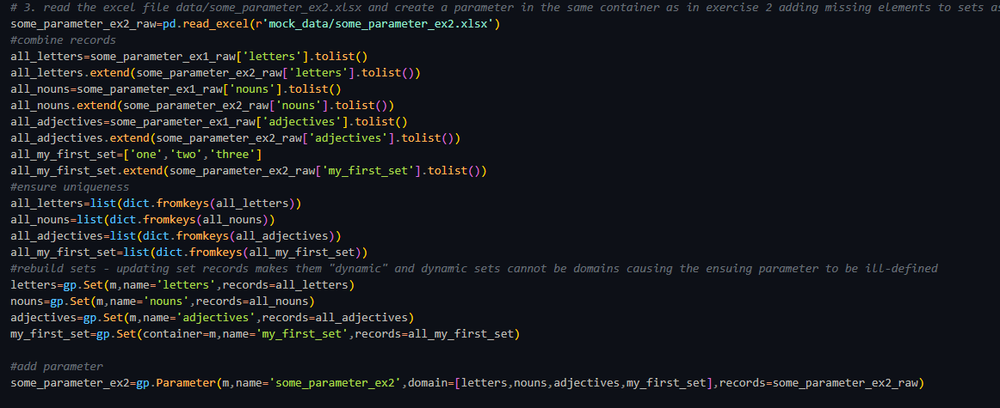 # 3. read the excel file data/some_parameter_ex2.xlsx and create a parameter in the same container as in exercise 2 adding missing elements to sets as
some_parameter_ex2_raw=pd.read_excel(r'mock_data/some_parameter_ex2.xlsx')
#combine records
all_letters=some_parameter_ex1_raw['letters'].tolist()
all_letters.extend(some_parameter_ex2_raw['letters'].tolist())
all_nouns=some_parameter_ex1_raw['nouns'].tolist()
all_nouns.extend(some_parameter_ex2_raw['nouns'].tolist())
all_adjectives=some_parameter_ex1_raw['adjectives'].tolist()
all_adjectives.extend(some_parameter_ex2_raw['adjectives'].tolist())
all_my_first_set=['one','two','three']
all_my_first_set.extend(some_parameter_ex2_raw['my_first_set'].tolist())
#ensure uniqueness
all_letters=list(dict.fromkeys(all_letters))
all_nouns=list(dict.fromkeys(all_nouns))
all_adjectives=list(dict.fromkeys(all_adjectives))
all_my_first_set=list(dict.fromkeys(all_my_first_set))
#rebuild sets - updating set records makes them "dynamic" and dynamic sets cannot be domains causing the ensuing parameter to be ill-defined
letters=gp.Set(m,name='letters',records=all_letters)
nouns=gp.Set(m,name='nouns',records=all_nouns)
adjectives=gp.Set(m,name='adjectives',records=all_adjectives)
my_first_set=gp.Set(container=m,name='my_first_set',records=all_my_first_set)
#add parameter
some_parameter_ex2=gp.Parameter(m,name='some_parameter_ex2',domain=[letters,nouns,adjectives,my_first_set],records=some_parameter_ex2_raw)